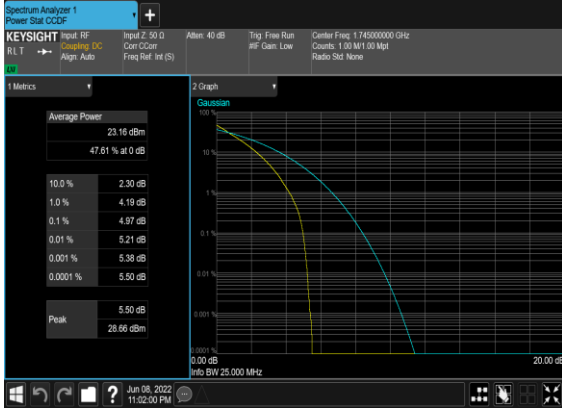 Spectrum Analyzer 1
Power Stat CCDF
KEYSIGHT
RLT
Input: RF
Coupling: DC
Align: Auto
Input Z: 50 Ω
Corr CCorr
Freq Ref: Int (S)
Atten: 40 dB
Trig: Free Run
#IF Gain: Low
Center Freq: 1.745000000 GHz
Counts: 1.00 M/1.00 Mpt
Radio Std: None
1 Metrics
Average Power
23.16 dBm
47.61 % at 0 dB
10.0 % 2.30 dB
1.0 % 4.19 dB
0.1 % 4.97 dB
0.01 % 5.21 dB
0.001 % 5.38 dB
0.0001 % 5.50 dB
Peak
5.50 dB
28.66 dBm
2 Graph
Gaussian
100 %
10 %
1 %
0.1 %
0.01 %
0.001 %
0.0001 %
0.00 dB
20.00 dB
Info BW 25.000 MHz
?
Jun 08, 2022
11:02:00 PM